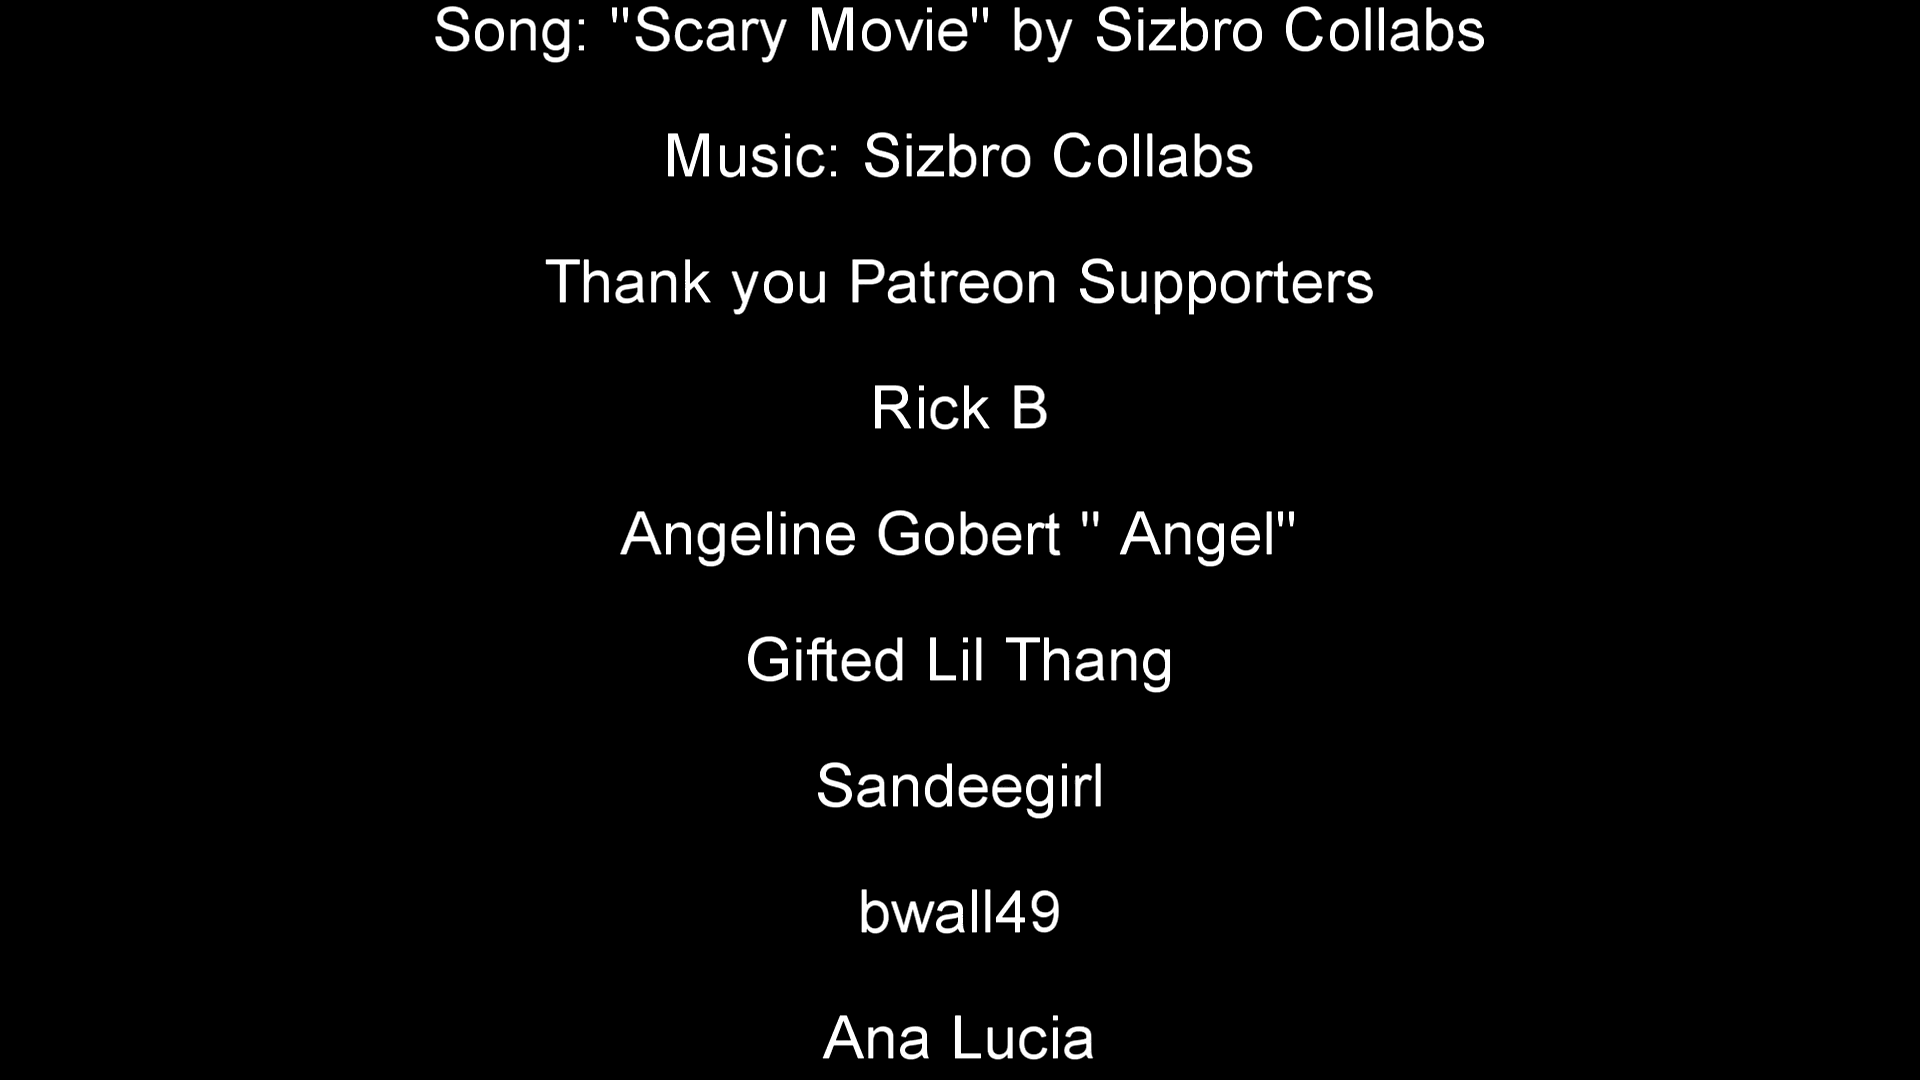 Song: "Scary Movie" by Sizbro Collabs
Music: Sizbro Collabs
Thank you Patreon Supporters
Rick B
Angeline Gobert " Angel"
Gifted Lil Thang
Sandeegirl
bwall49
Ana Lucia